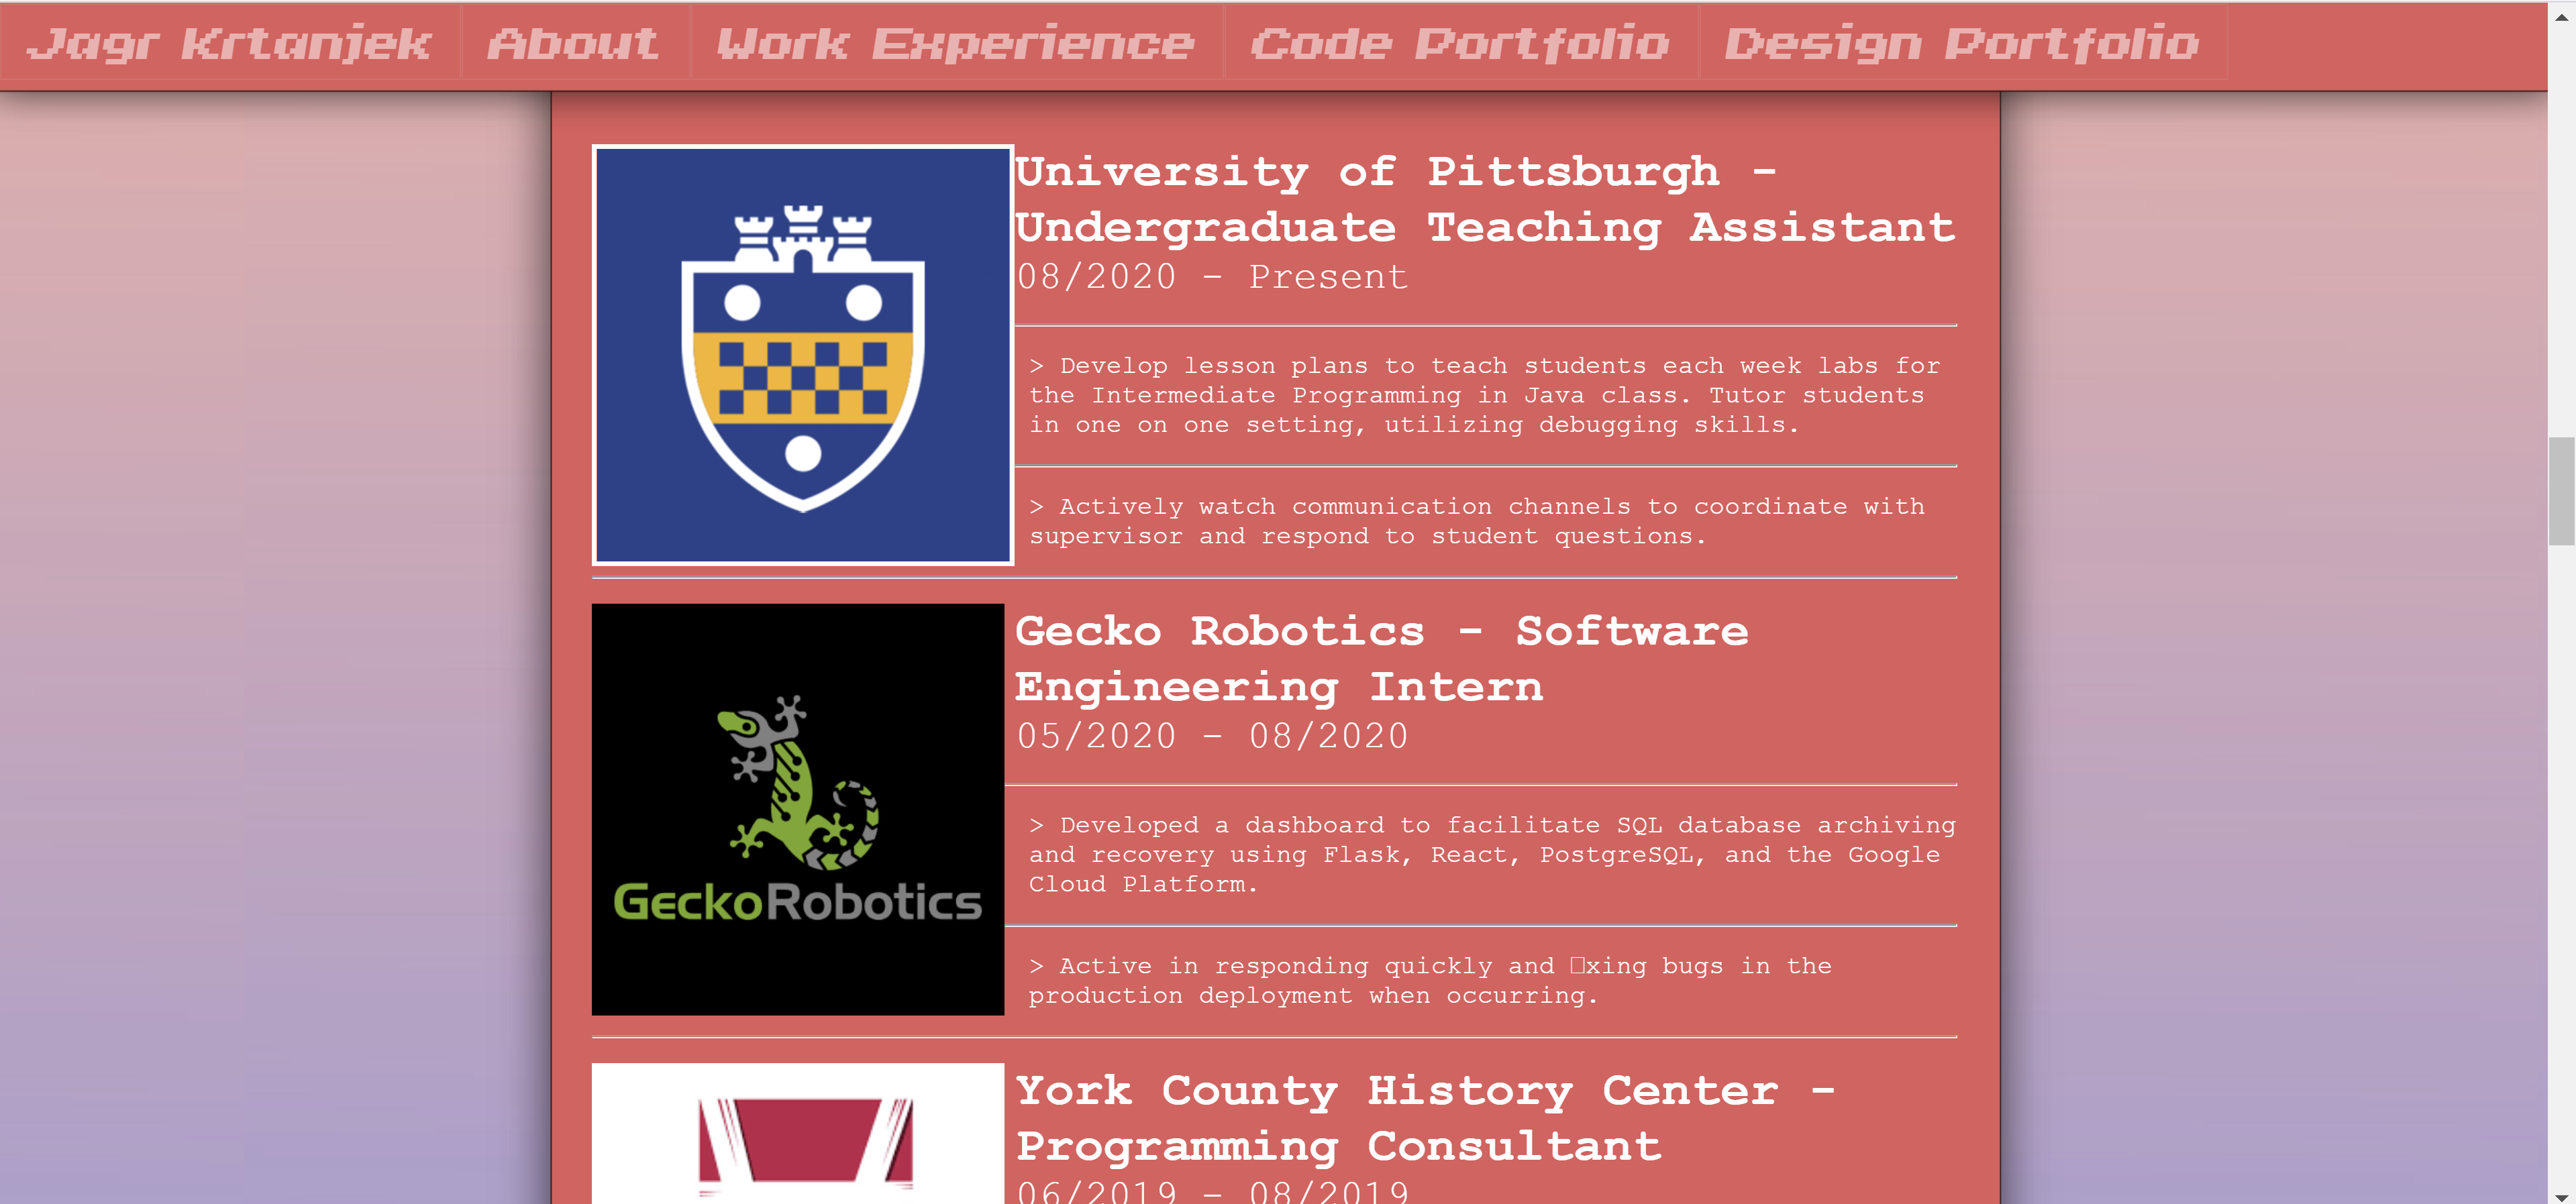 Jagr Krtanjek About Work Experience Code Portfolio Design Portfolio
University of Pittsburgh -
Undergraduate Teaching Assistant
08/2020 - Present
> Develop lesson plans to teach students each week labs for
the Intermediate Programming in Java class. Tutor students
in one on one setting, utilizing debugging skills.
> Actively watch communication channels to coordinate with
supervisor and respond to student questions.
GeckoRobotics
Gecko Robotics - Software
Engineering Intern
05/2020 - 08/2020
> Developed a dashboard to facilitate SQL database archiving
and recovery using Flask, React, PostgreSQL, and the Google
Cloud Platform.
> Active in responding quickly and □xing bugs in the
production deployment when occurring.
York County History Center -
Programming Consultant
06/2019 - 08/2019